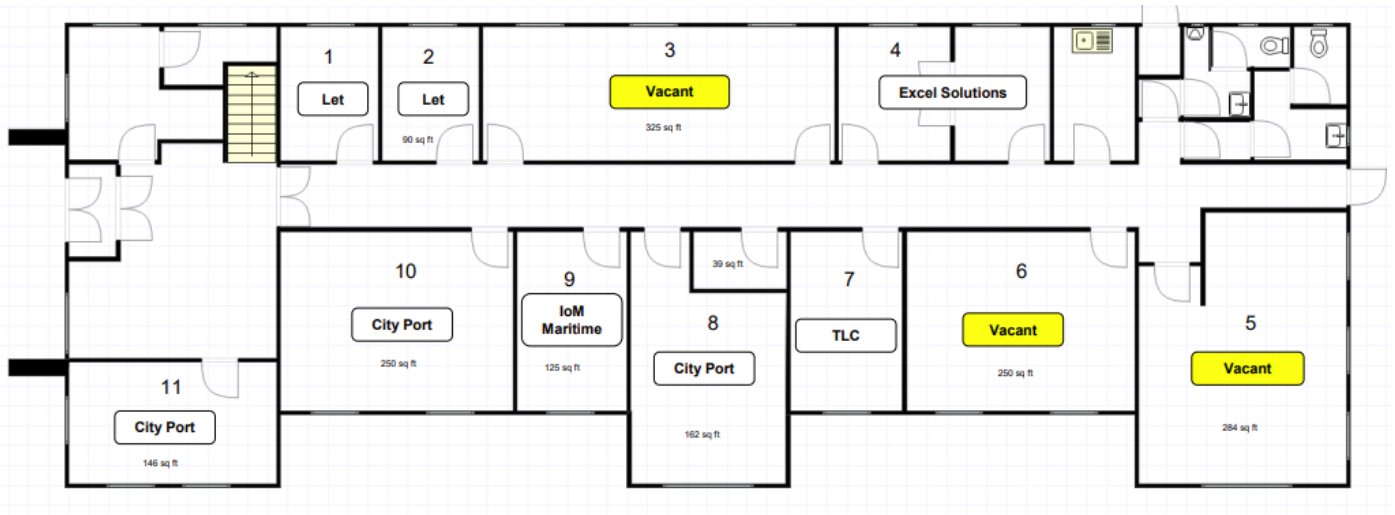 1
Let
2
Let
90 sq ft
3
Vacant
325 sq ft
4
Excel Solutions
10
City Port
250 sq ft
9
IoM
Maritime
125 sq ft
39 sq ft
8
City Port
162 sq ft
7
TLC
6
Vacant
250 sq ft
5
Vacant
284 sq ft
11
City Port
146 sq ft